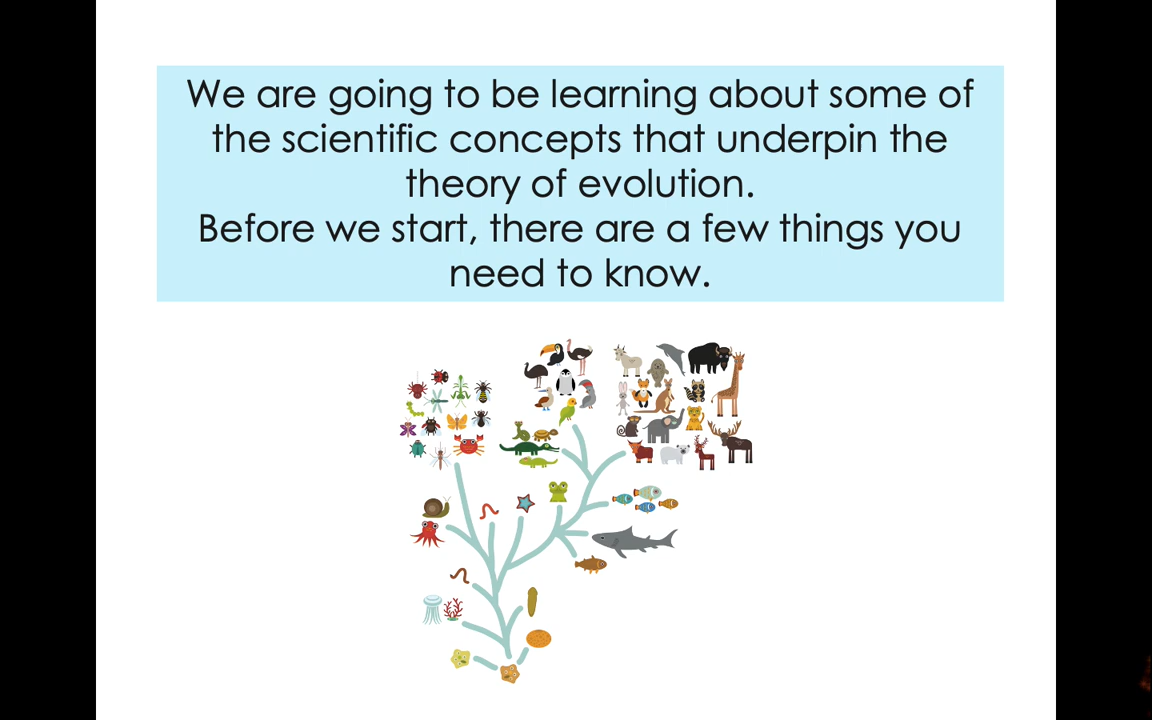 We are going to be learning about some of
the scientific concepts that underpin the
theory of evolution.
Before we start, there are a few things you
need to know.